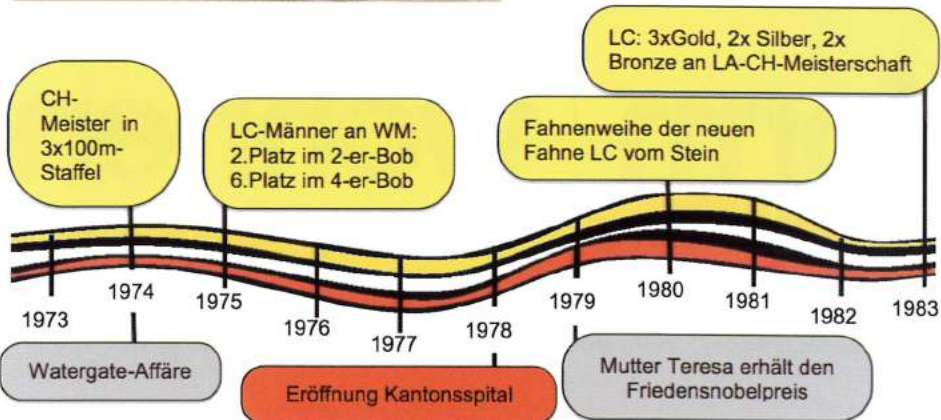 LC: 3xGold, 2x Silber, 2x
Bronze an LA-CH-Meisterschaft
CH-
Meister in
3x100m-
Staffel
LC-Männer an WM:
2.Platz im 2-er-Bob
6.Platz im 4-er-Bob
Fahnenweihe der neuen
Fahne LC vom Stein
1973
1974
1975
1976
1977
1978
1979
1980
1981
1982
1983
Watergate-Affäre
Eröffnung Kantonsspital
Mutter Teresa erhält den
Friedensnobelpreis